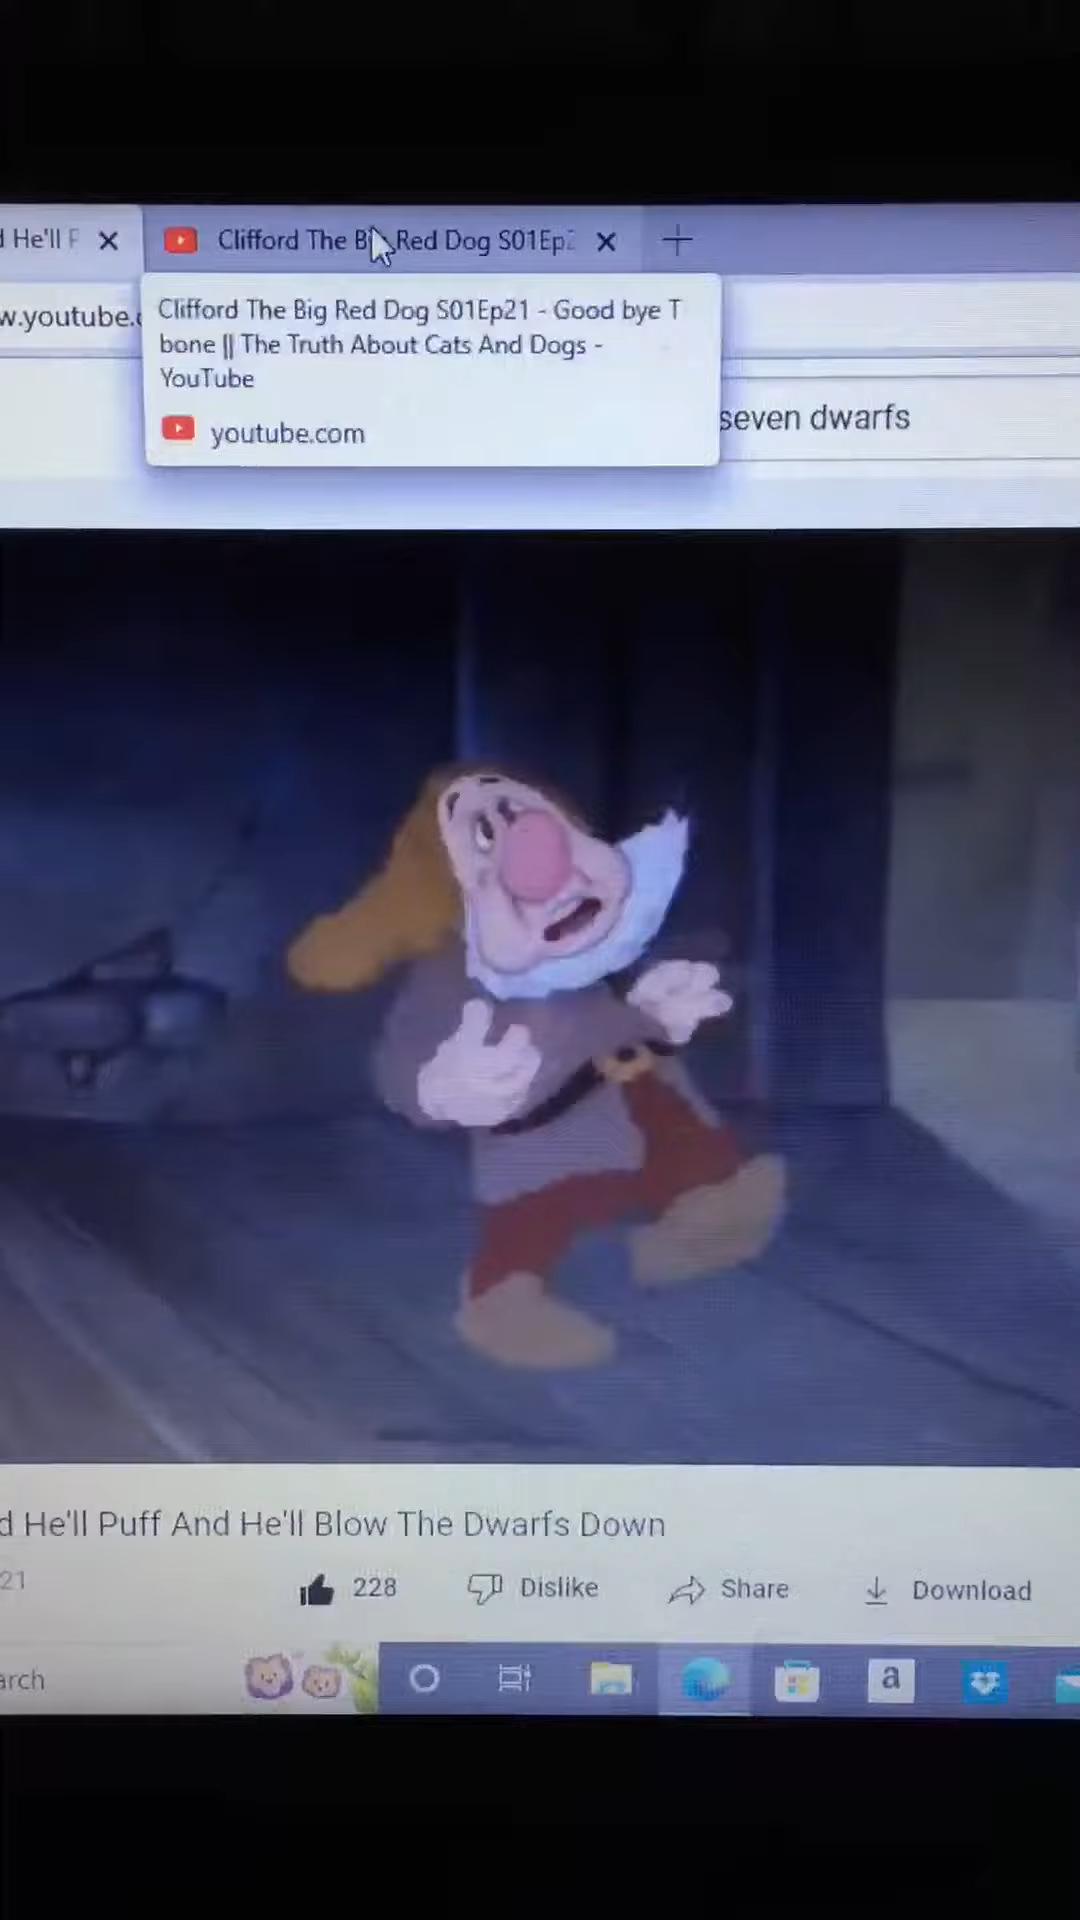 d He'll F
Clifford The Big Red Dog S01Ep2
w.youtube.c
Clifford The Big Red Dog S01Ep21 - Good bye T
bone || The Truth About Cats And Dogs -
YouTube
youtube.com
seven dwarfs
d He'll Puff And He'll Blow The Dwarfs Down
21
228
Dislike
Share
Download
arch
a